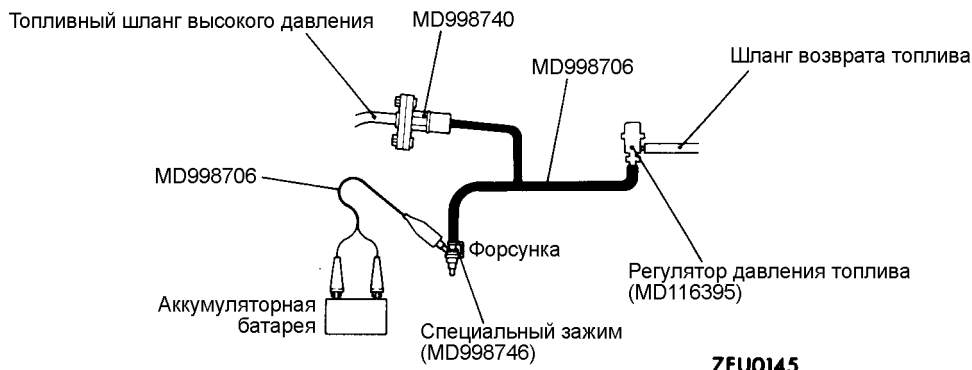 Топливный шланг высокого давления
MD998740
Шланг возврата топлива
MD998706
MD998706
Форсунка
Регулятор давления топлива
(MD116395)
Аккумуляторная
батарея
Специальный зажим
(MD998746)
ZFU0145